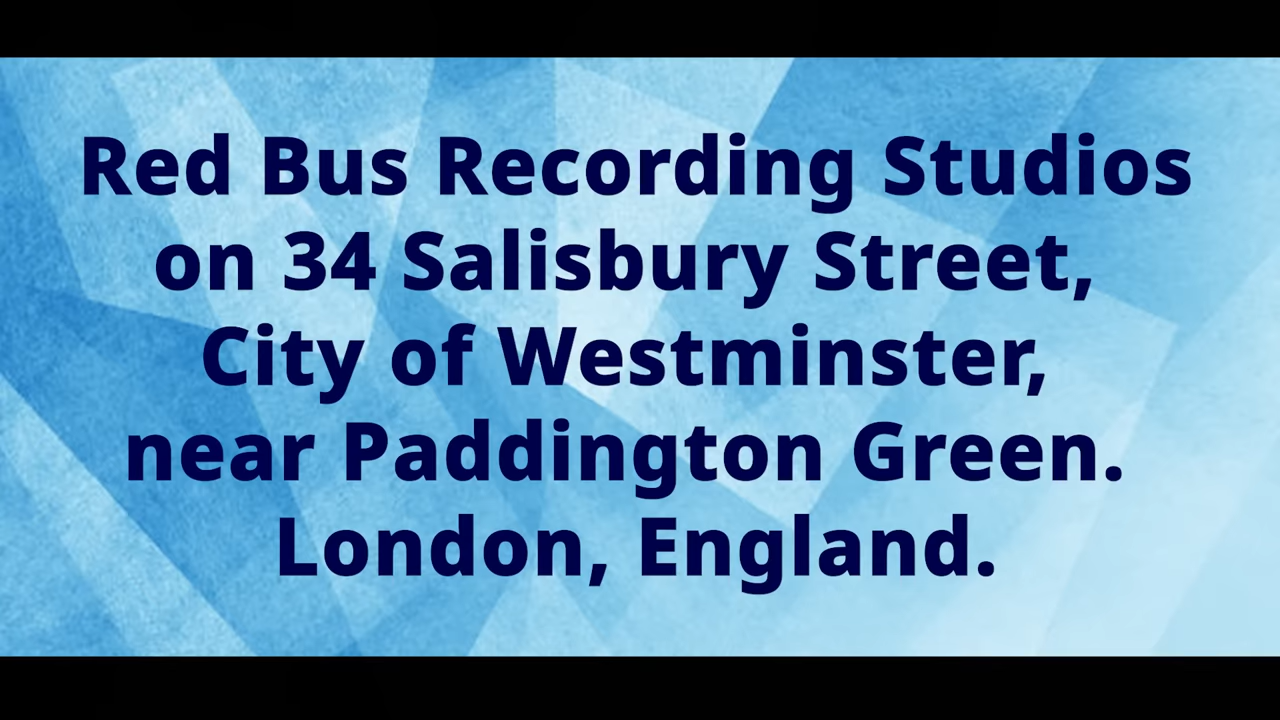 Red Bus Recording Studios
on 34 Salisbury Street,
City of Westminster,
near Paddington Green.
London, England.